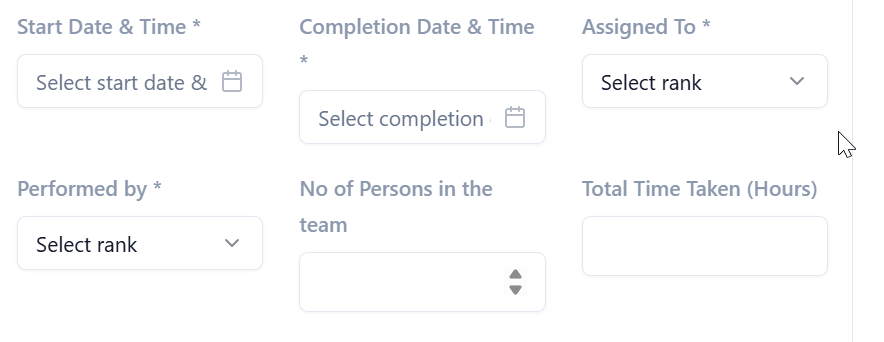 Start Date & Time *
Completion Date & Time
*
Assigned To *
Select start date &
Select completion
Select rank
Performed by *
No of Persons in the
team
Total Time Taken (Hours)
Select rank